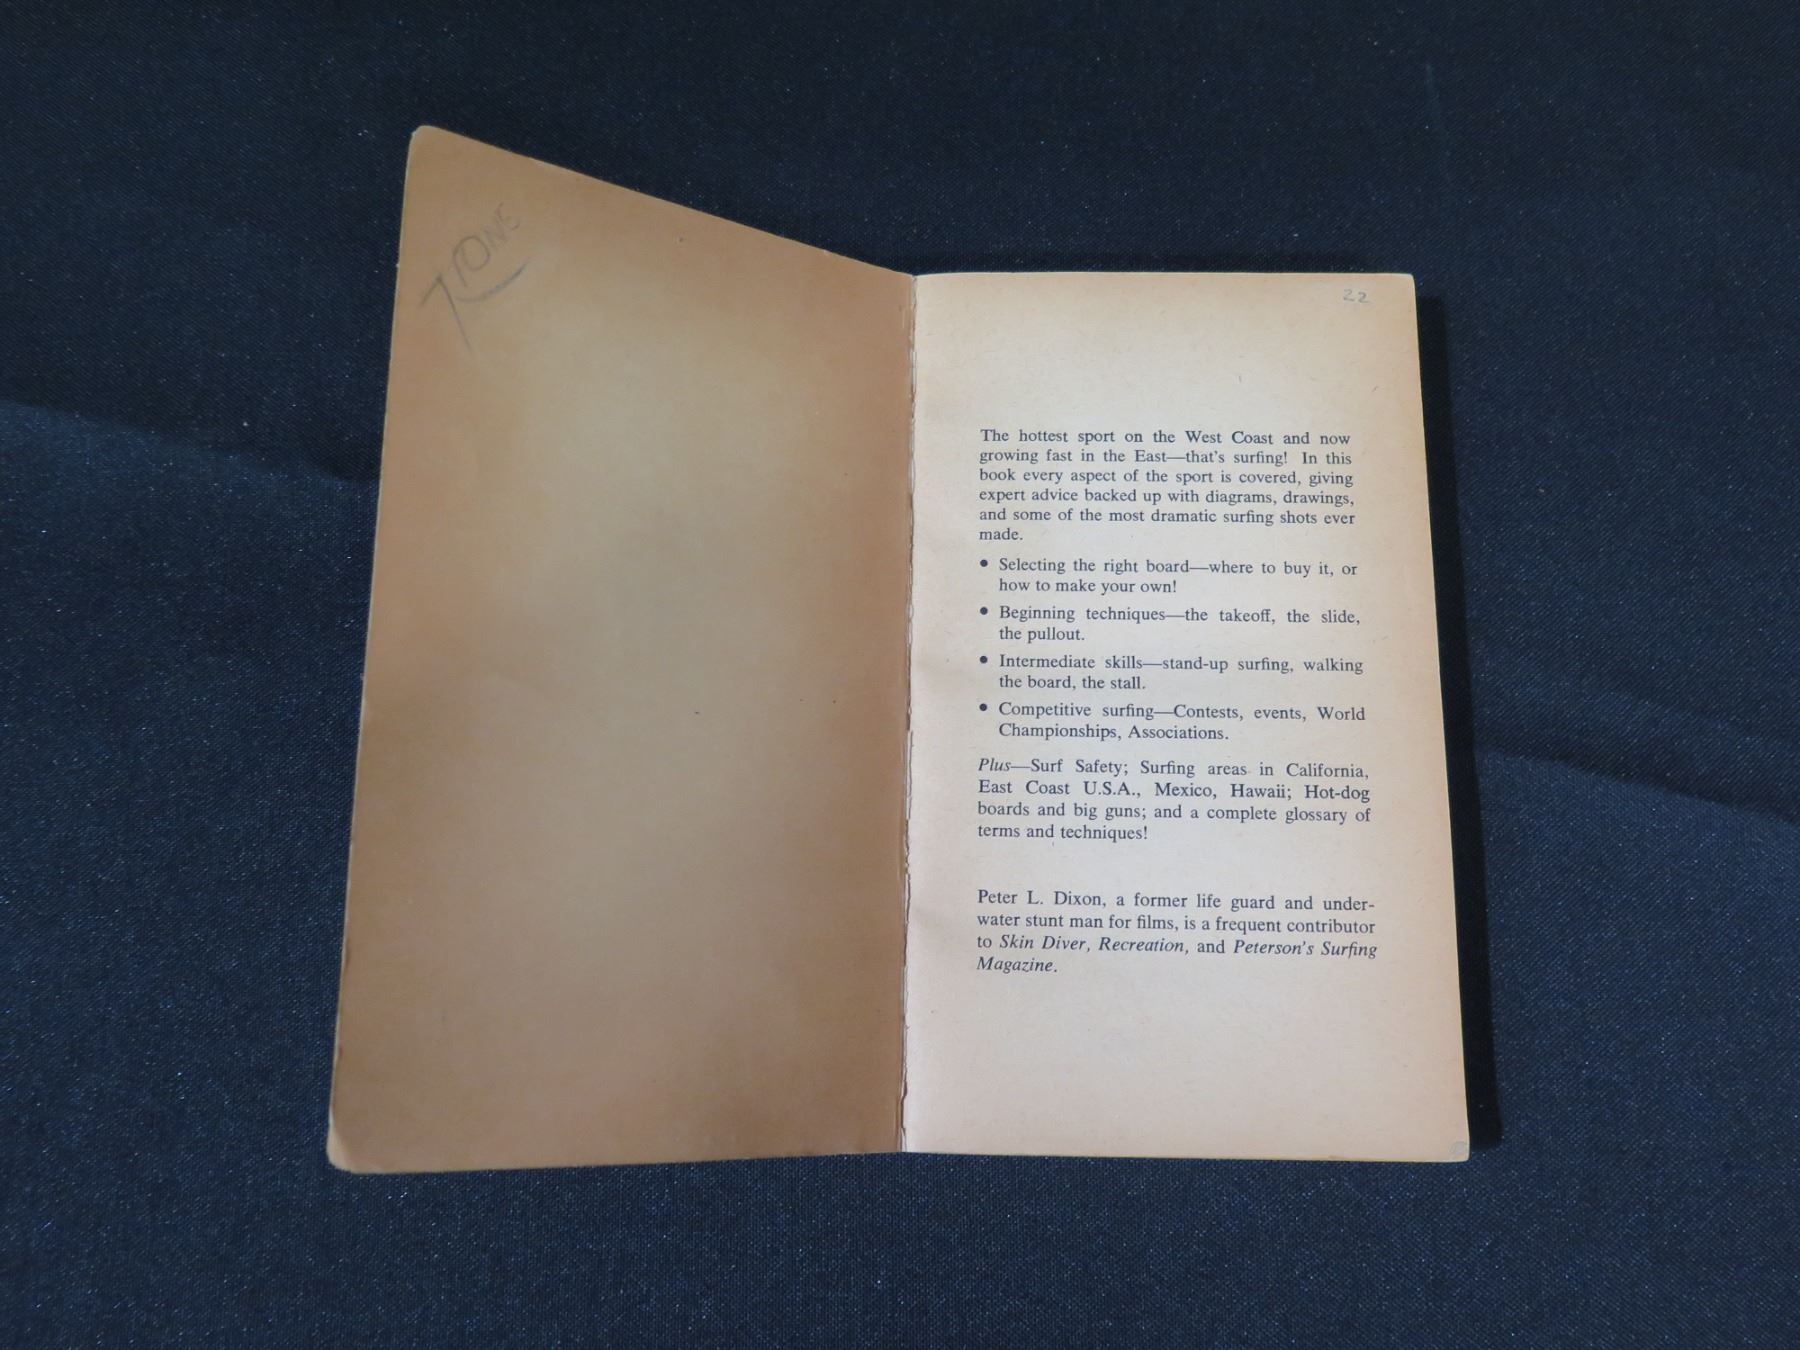 22
The hottest sport on the West Coast and now
growing fast in the East—that's surfing! In this
book every aspect of the sport is covered, giving
expert advice backed up with diagrams, drawings,
and some of the most dramatic surfing shots ever
made.
• Selecting the right board—where to buy it, or
how to make your own!
• Beginning techniques—the takeoff, the slide,
the pullout.
• Intermediate skills—stand-up surfing, walking
the board, the stall.
• Competitive surfing—Contests, events, World
Championships, Associations.
Plus—Surf Safety; Surfing areas in California,
East Coast U.S.A., Mexico, Hawaii; Hot-dog
boards and big guns; and a complete glossary of
terms and techniques!
Peter L. Dixon, a former life guard and under-
water stunt man for films, is a frequent contributor
to Skin Diver, Recreation, and Peterson's Surfing
Magazine.